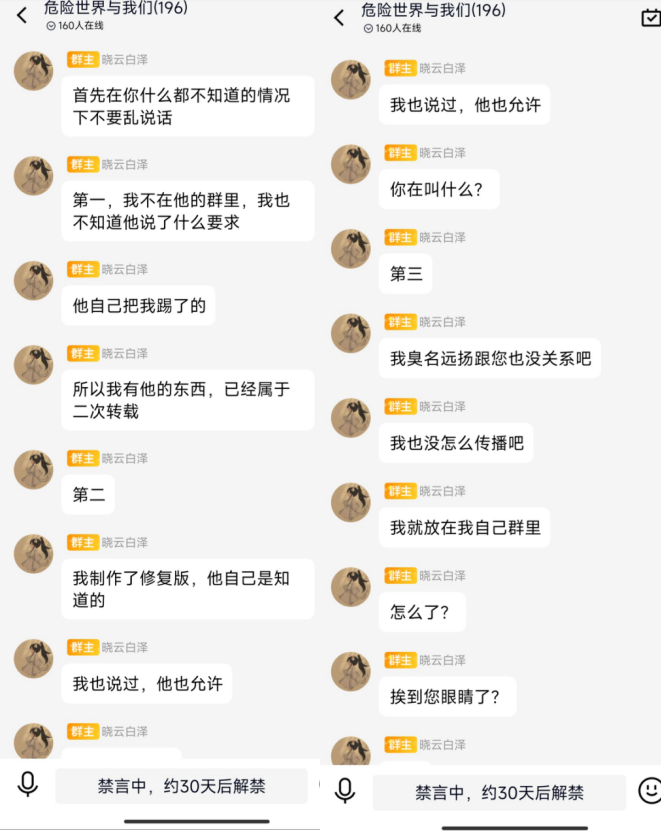 危险世界与我们(196)
160人在线
群主 晓云白泽
首先在你什么都不知道的情况
下不要乱说话
群主 晓云白泽
第一，我不在他的群里，我也
不知道他说了什么要求
群主 晓云白泽
他自己把我踢了的
群主 晓云白泽
所以我有他的东西，已经属于
二次转载
群主 晓云白泽
第二
群主 晓云白泽
我制作了修复版，他自己是知
道的
群主 晓云白泽
我也说过，他也允许
群主 晓云白泽
禁言中，约30天后解禁
危险世界与我们(196)
160人在线
群主 晓云白泽
我也说过，他也允许
群主 晓云白泽
你在叫什么？
群主 晓云白泽
第三
群主 晓云白泽
我臭名远扬跟您也没关系吧
群主 晓云白泽
我也没怎么传播吧
群主 晓云白泽
我就放在我自己群里
群主 晓云白泽
怎么了？
群主 晓云白泽
挨到您眼睛了？
群主 晓云白泽
禁言中，约30天后解禁